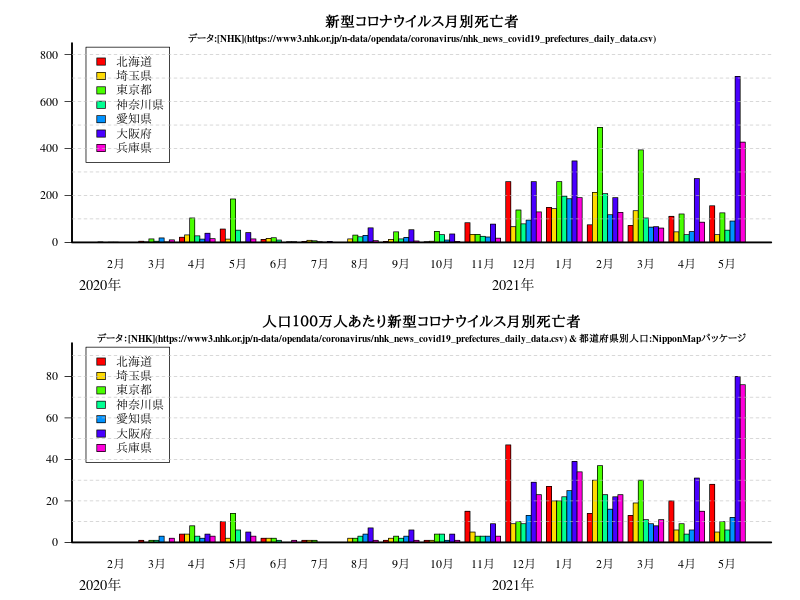 新型コロナウイルス月別死亡者
データ:[NHK](https://www3.nhk.or.jp/n-data/opendata/coronavirus/nhk_news_covid19_prefectures_daily_data.csv)
800
600
400
200
0
北海道
埼玉県
東京都
神奈川県
愛知県
大阪府
兵庫県
2月 3月 4月 5月 6月 7月 8月 9月 10月 11月 12月 1月 2月 3月 4月 5月
2020年 2021年
人口100万人あたり新型コロナウイルス月別死亡者
データ:[NHK](https://www3.nhk.or.jp/n-data/opendata/coronavirus/nhk_news_covid19_prefectures_daily_data.csv) & 都道府県別人口:NipponMapパッケージ
80
60
40
20
0
北海道
埼玉県
東京都
神奈川県
愛知県
大阪府
兵庫県
2月 3月 4月 5月 6月 7月 8月 9月 10月 11月 12月 1月 2月 3月 4月 5月
2020年 2021年